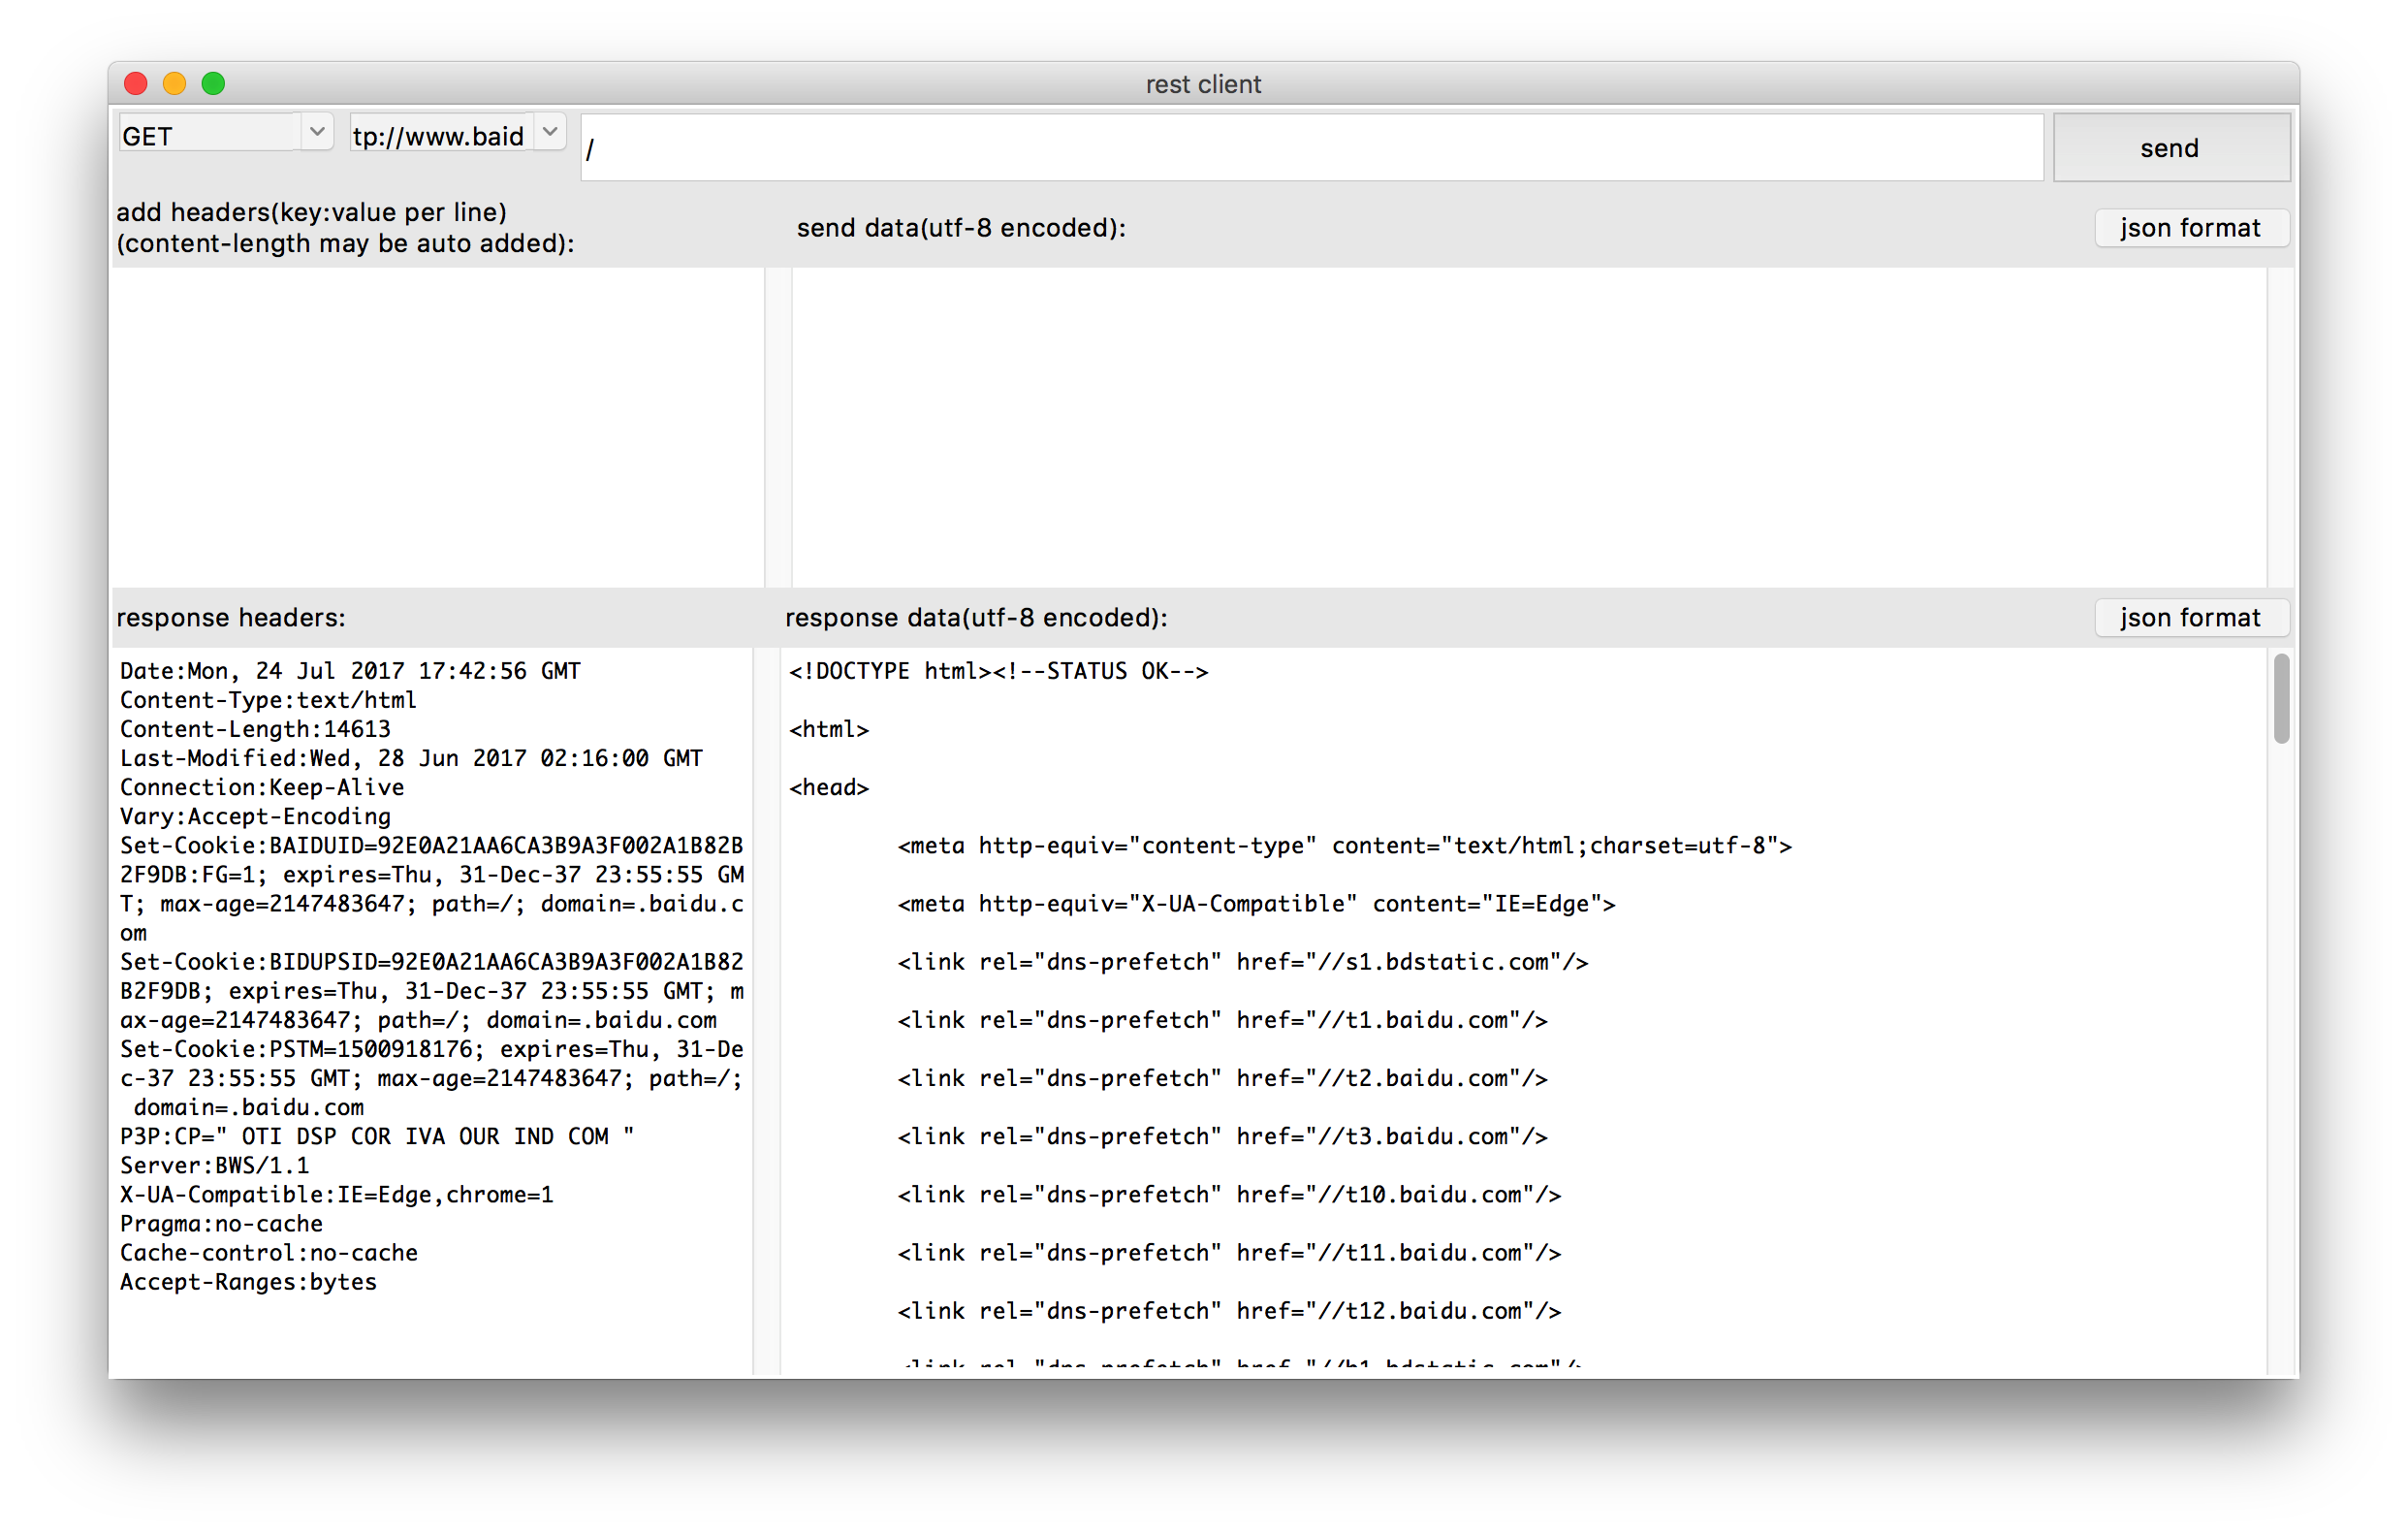 rest client
GET
tp://www.baid
/
send
add headers(key:value per line)
(content-length may be auto added):
send data(utf-8 encoded):
json format
response headers:
response data(utf-8 encoded):
json format
Date:Mon, 24 Jul 2017 17:42:56 GMT
Content-Type:text/html
Content-Length:14613
Last-Modified:Wed, 28 Jun 2017 02:16:00 GMT
Connection:Keep-Alive
Vary:Accept-Encoding
Set-Cookie:BAIDUID=92E0A21AA6CA3B9A3F002A1B82B
2F9DB:FG=1; expires=Thu, 31-Dec-37 23:55:55 GM
T; max-age=2147483647; path=/; domain=.baidu.c
om
Set-Cookie:BIDUPSID=92E0A21AA6CA3B9A3F002A1B82
B2F9DB; expires=Thu, 31-Dec-37 23:55:55 GMT; m
ax-age=2147483647; path=/; domain=.baidu.com
Set-Cookie:PSTM=1500918176; expires=Thu, 31-De
c-37 23:55:55 GMT; max-age=2147483647; path=/;
 domain=.baidu.com
P3P:CP=" OTI DSP COR IVA OUR IND COM "
Server:BWS/1.1
X-UA-Compatible:IE=Edge,chrome=1
Pragma:no-cache
Cache-control:no-cache
Accept-Ranges:bytes
<!DOCTYPE html><!--STATUS OK-->
<html>
<head>
<meta http-equiv="content-type" content="text/html;charset=utf-8">
<meta http-equiv="X-UA-Compatible" content="IE=Edge">
<link rel="dns-prefetch" href="//s1.bdstatic.com"/>
<link rel="dns-prefetch" href="//t1.baidu.com"/>
<link rel="dns-prefetch" href="//t2.baidu.com"/>
<link rel="dns-prefetch" href="//t3.baidu.com"/>
<link rel="dns-prefetch" href="//t10.baidu.com"/>
<link rel="dns-prefetch" href="//t11.baidu.com"/>
<link rel="dns-prefetch" href="//t12.baidu.com"/>